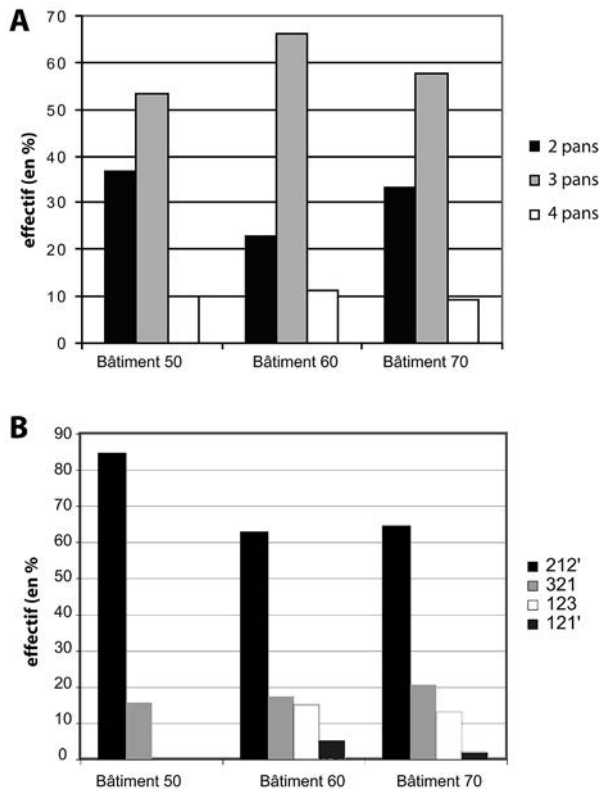 A
effectif (en %)
70
60
50
40
30
20
10
0
Bâtiment 50
Bâtiment 60
Bâtiment 70
2 pans
3 pans
4 pans
B
effectif (en %
90
80
70
60
50
40
30
20
10
0
Bâtiment 50
Bâtiment 60
Bâtiment 70
212'
321
123
121'